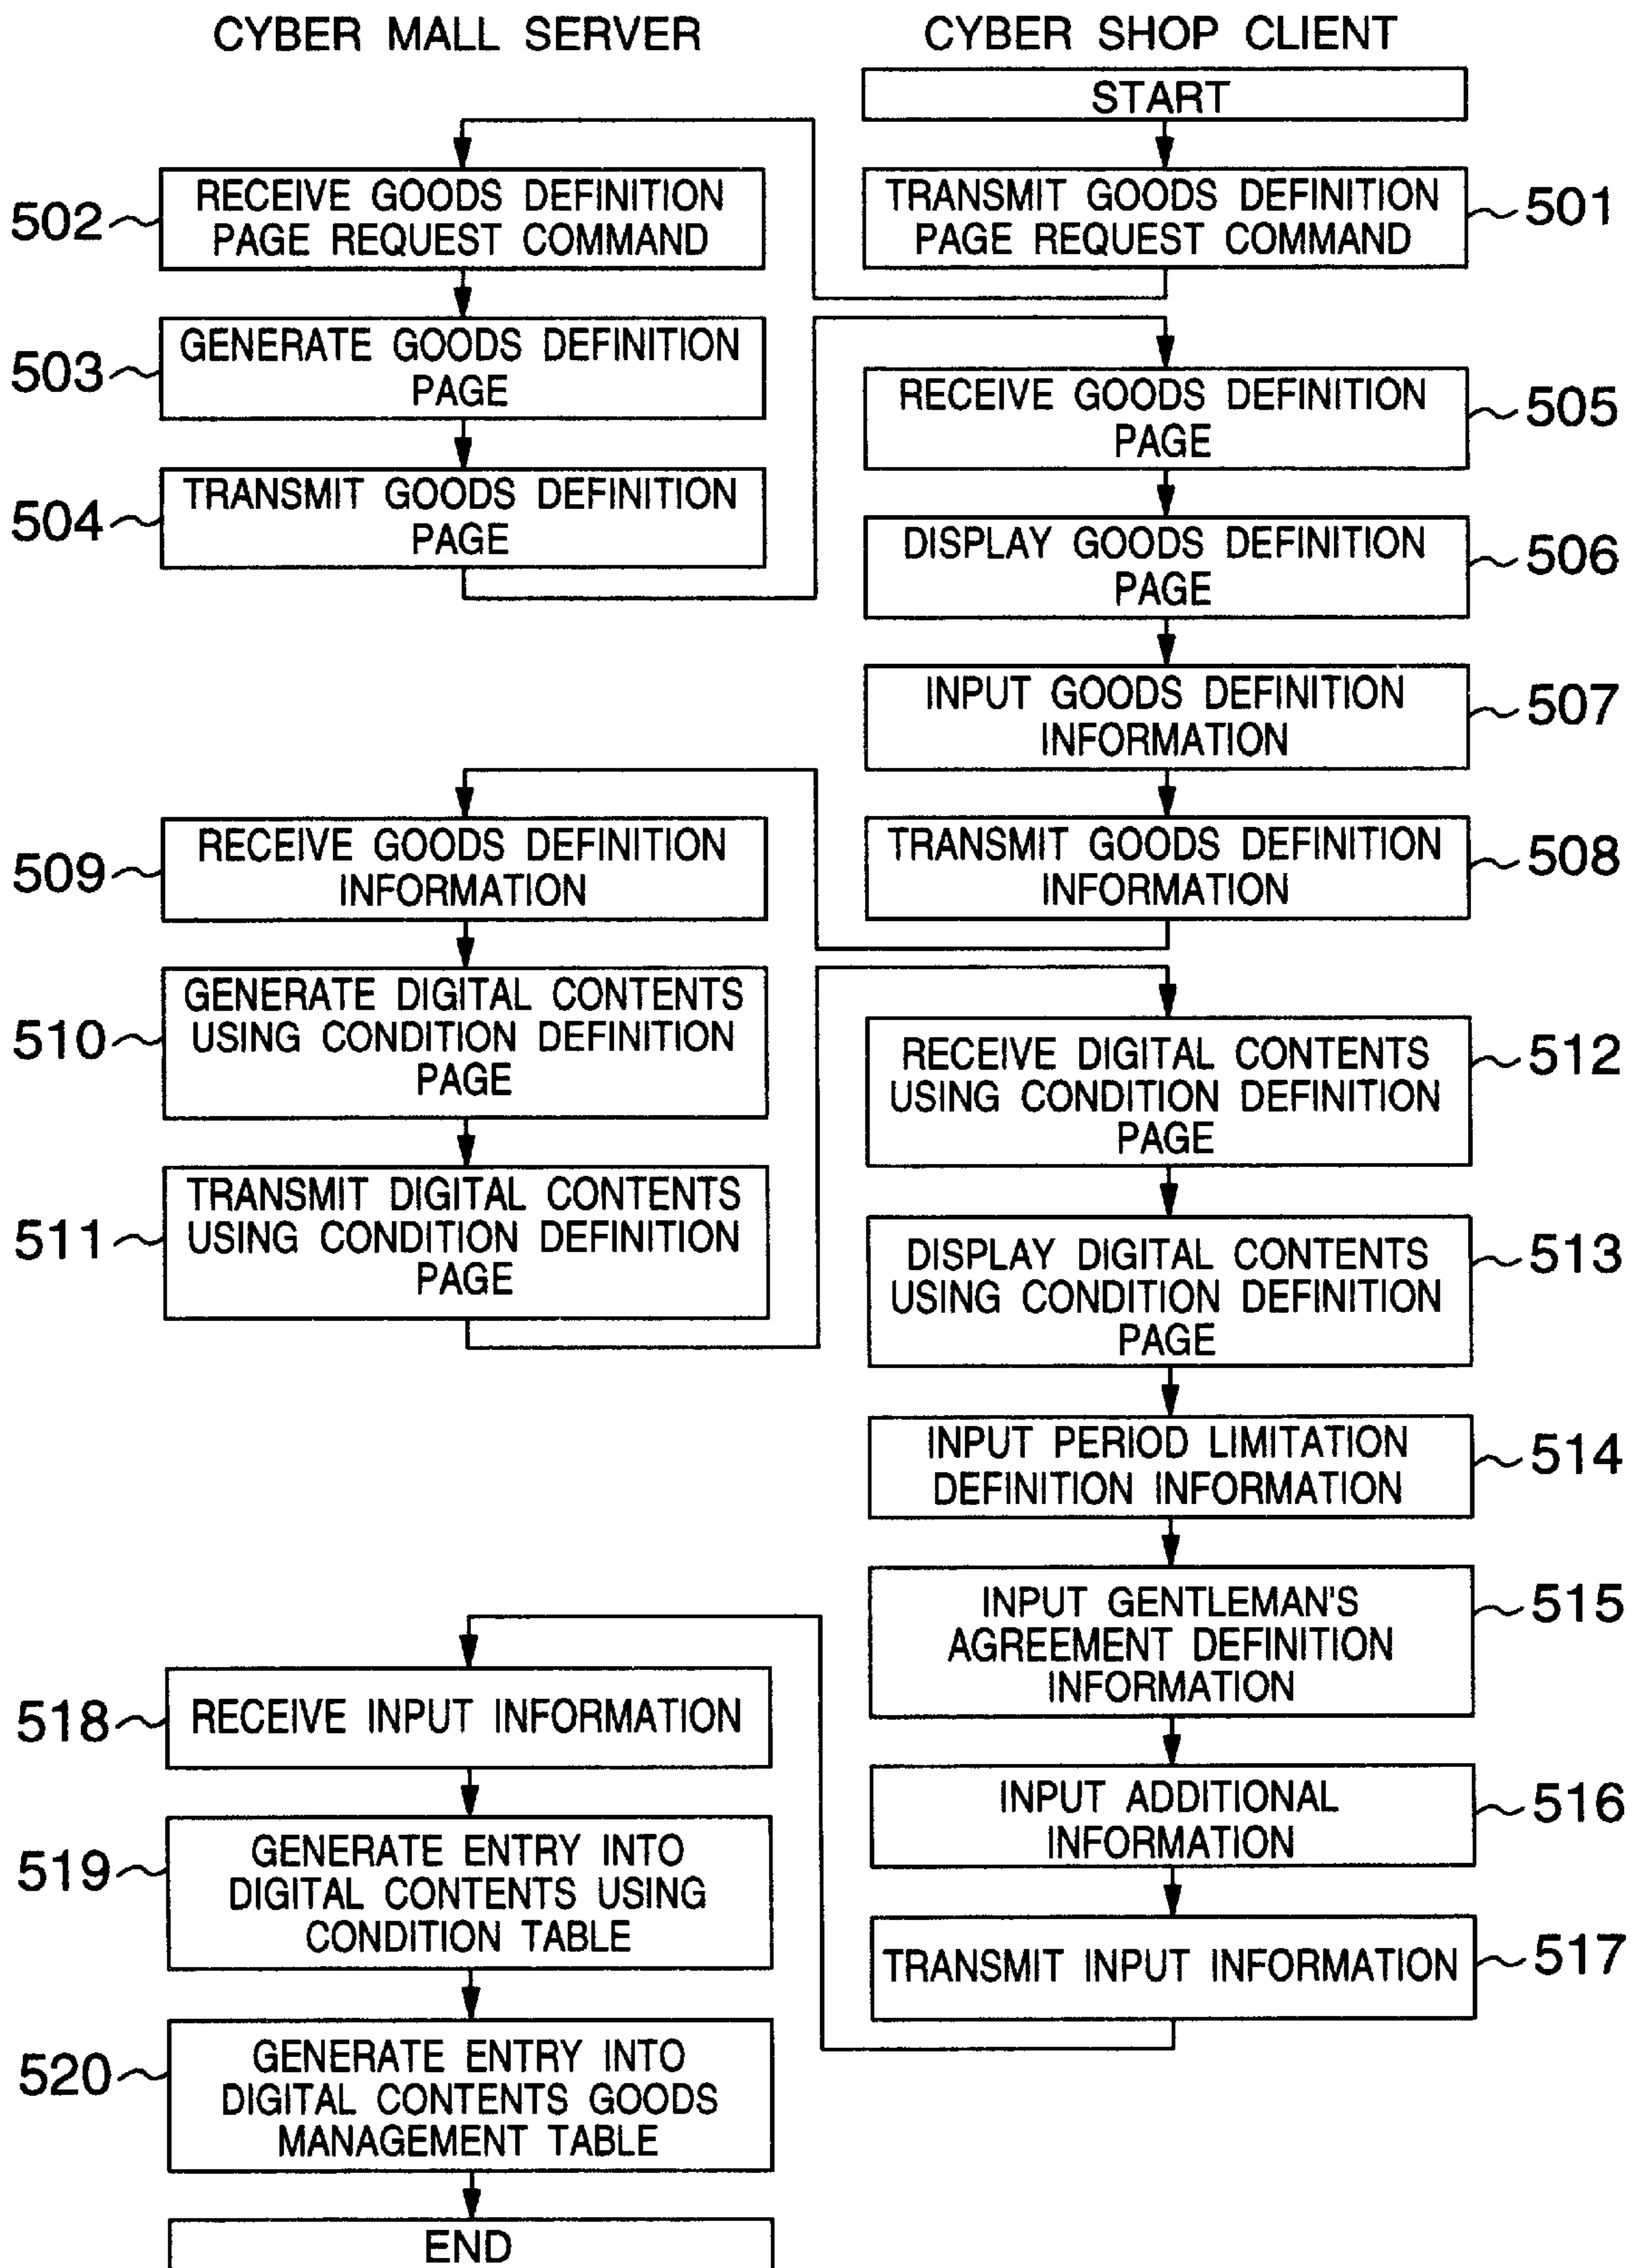 CYBER MALL SERVER
CYBER SHOP CLIENT
START
TRANSMIT GOODS DEFINITION
PAGE REQUEST COMMAND
501
502
RECEIVE GOODS DEFINITION
PAGE REQUEST COMMAND
503
GENERATE GOODS DEFINITION
PAGE
504
TRANSMIT GOODS DEFINITION
PAGE
RECEIVE GOODS DEFINITION
PAGE
505
DISPLAY GOODS DEFINITION
PAGE
506
INPUT GOODS DEFINITION
INFORMATION
507
TRANSMIT GOODS DEFINITION
INFORMATION
508
509
RECEIVE GOODS DEFINITION
INFORMATION
510
GENERATE DIGITAL CONTENTS
USING CONDITION DEFINITION
PAGE
511
TRANSMIT DIGITAL CONTENTS
USING CONDITION DEFINITION
PAGE
RECEIVE DIGITAL CONTENTS
USING CONDITION DEFINITION
PAGE
512
DISPLAY DIGITAL CONTENTS
USING CONDITION DEFINITION
PAGE
513
INPUT PERIOD LIMITATION
DEFINITION INFORMATION
514
INPUT GENTLEMAN'S
AGREEMENT DEFINITION
INFORMATION
515
INPUT ADDITIONAL
INFORMATION
516
TRANSMIT INPUT INFORMATION
517
518
RECEIVE INPUT INFORMATION
519
GENERATE ENTRY INTO
DIGITAL CONTENTS USING
CONDITION TABLE
520
GENERATE ENTRY INTO
DIGITAL CONTENTS GOODS
MANAGEMENT TABLE
END